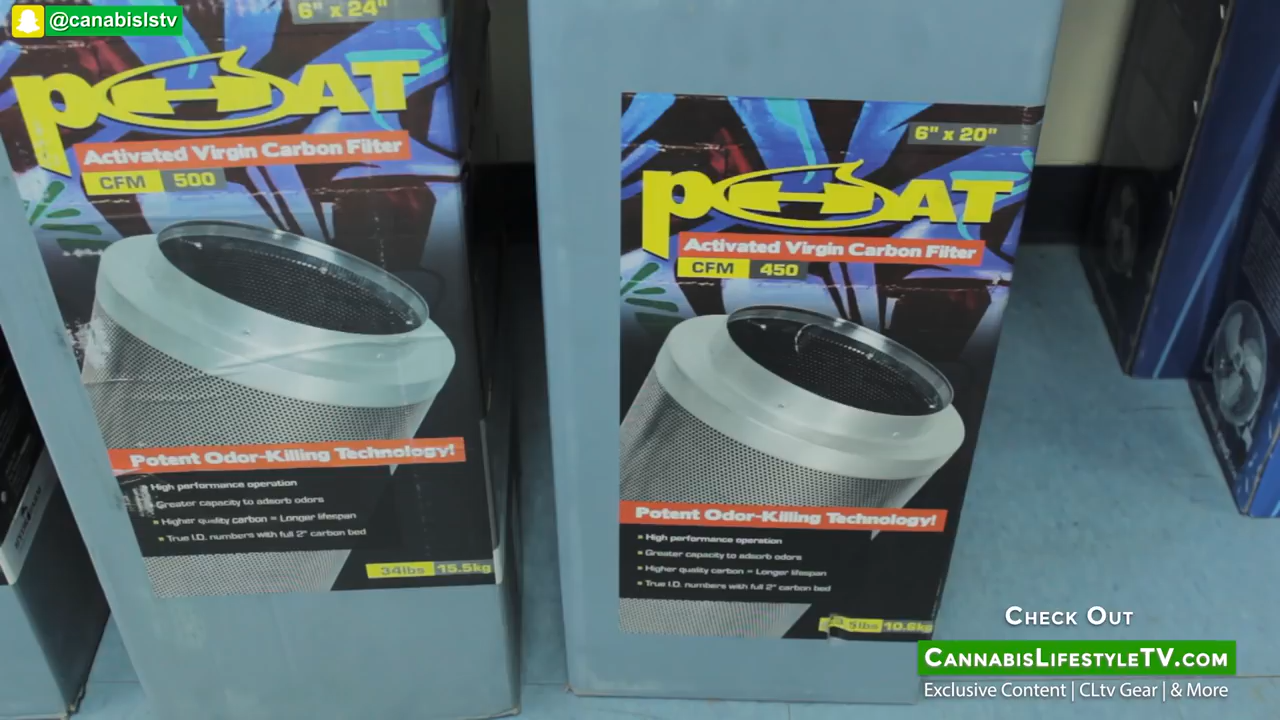 @canabislstv
6" x 24"
pHAT
Activated Virgin Carbon Filter
CFM 500
Potent Odor-Killing Technology!
High performance operation
Greater capacity to adsorb odors
Higher quality carbon = Longer lifespan
True I.D. numbers with full 2" carbon bed
34lbs 15.5kg
6" x 20"
pHAT
Activated Virgin Carbon Filter
CFM 450
Potent Odor-Killing Technology!
High performance operation
Greater capacity to adsorb odors
Higher quality carbon = Longer lifespan
True I.D. numbers with full 2" carbon bed
10.6kg
Check Out
CannabisLifestyleTV.com
Exclusive Content | CLtv Gear | & More